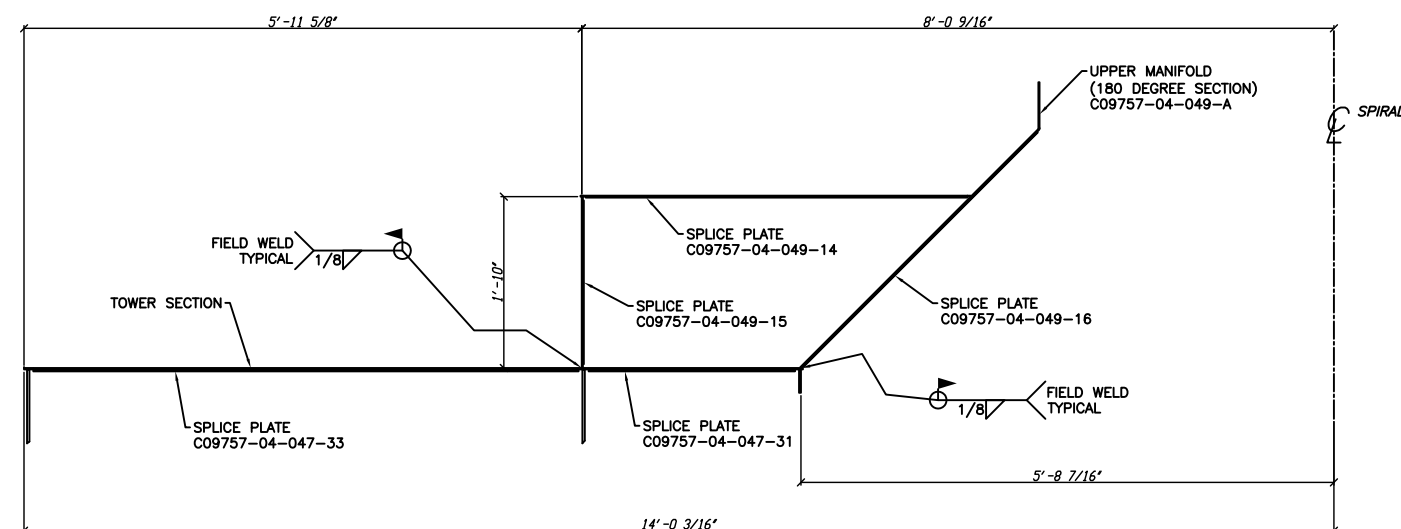 5'-11 5/8"
8'-0 9/16"
UPPER MANIFOLD
(180 DEGREE SECTION)
C09757-04-049-A
CL SPIRAL
FIELD WELD
TYPICAL
1/8
1'-10"
SPLICE PLATE
C09757-04-049-14
TOWER SECTION
SPLICE PLATE
C09757-04-049-15
SPLICE PLATE
C09757-04-049-16
SPLICE PLATE
C09757-04-047-33
SPLICE PLATE
C09757-04-047-31
1/8
FIELD WELD
TYPICAL
5'-8 7/16"
14'-0 3/16"